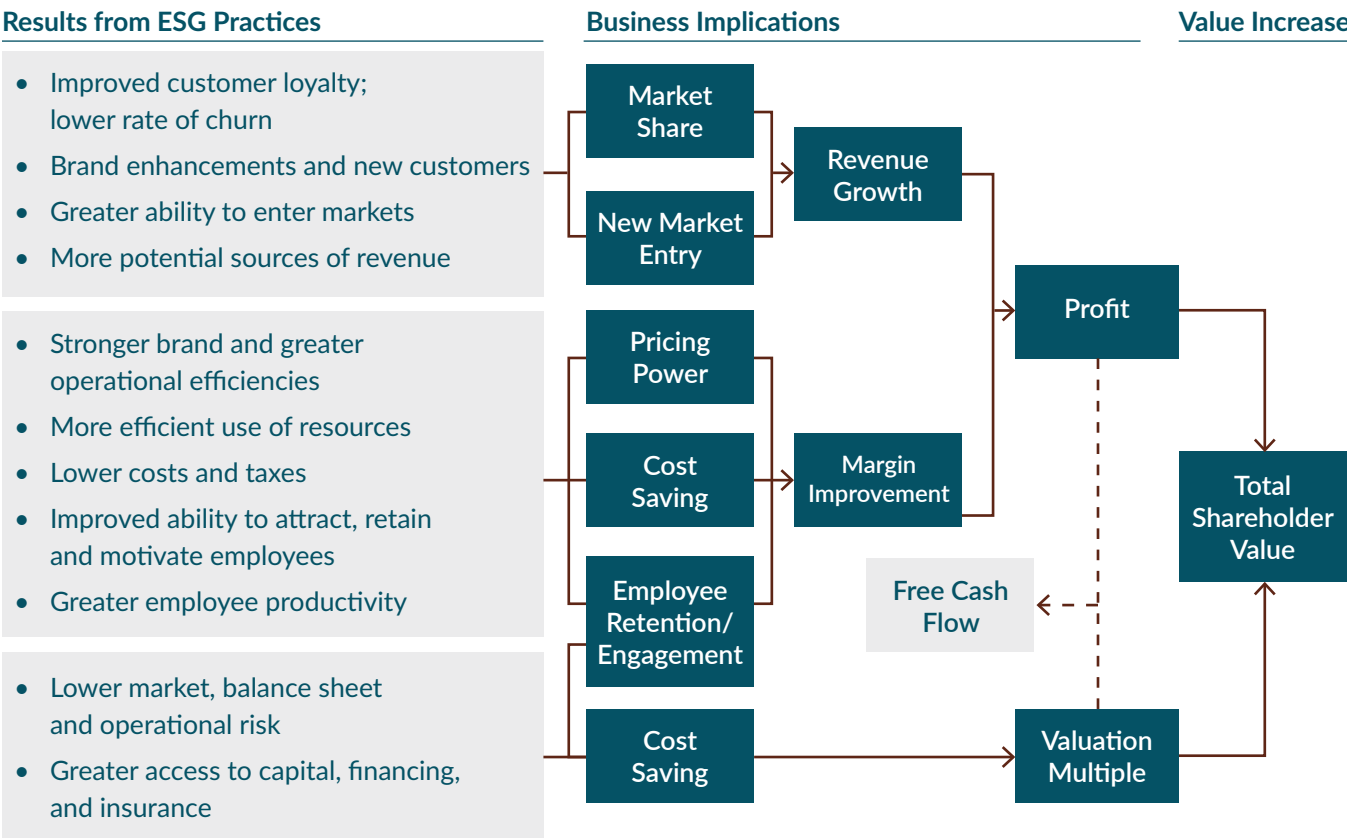 Results from ESG Practices
Business Implications
Value Increase
• Improved customer loyalty;
lower rate of churn
• Brand enhancements and new customers
• Greater ability to enter markets
• More potential sources of revenue
Market
Share
New Market
Entry
Revenue
Growth
• Stronger brand and greater
operational efficiencies
• More efficient use of resources
• Lower costs and taxes
• Improved ability to attract, retain
and motivate employees
• Greater employee productivity
Pricing
Power
Cost
Saving
Employee
Retention/
Engagement
Margin
Improvement
Profit
Free Cash
Flow
Total
Shareholder
Value
• Lower market, balance sheet
and operational risk
• Greater access to capital, financing,
and insurance
Cost
Saving
Valuation
Multiple